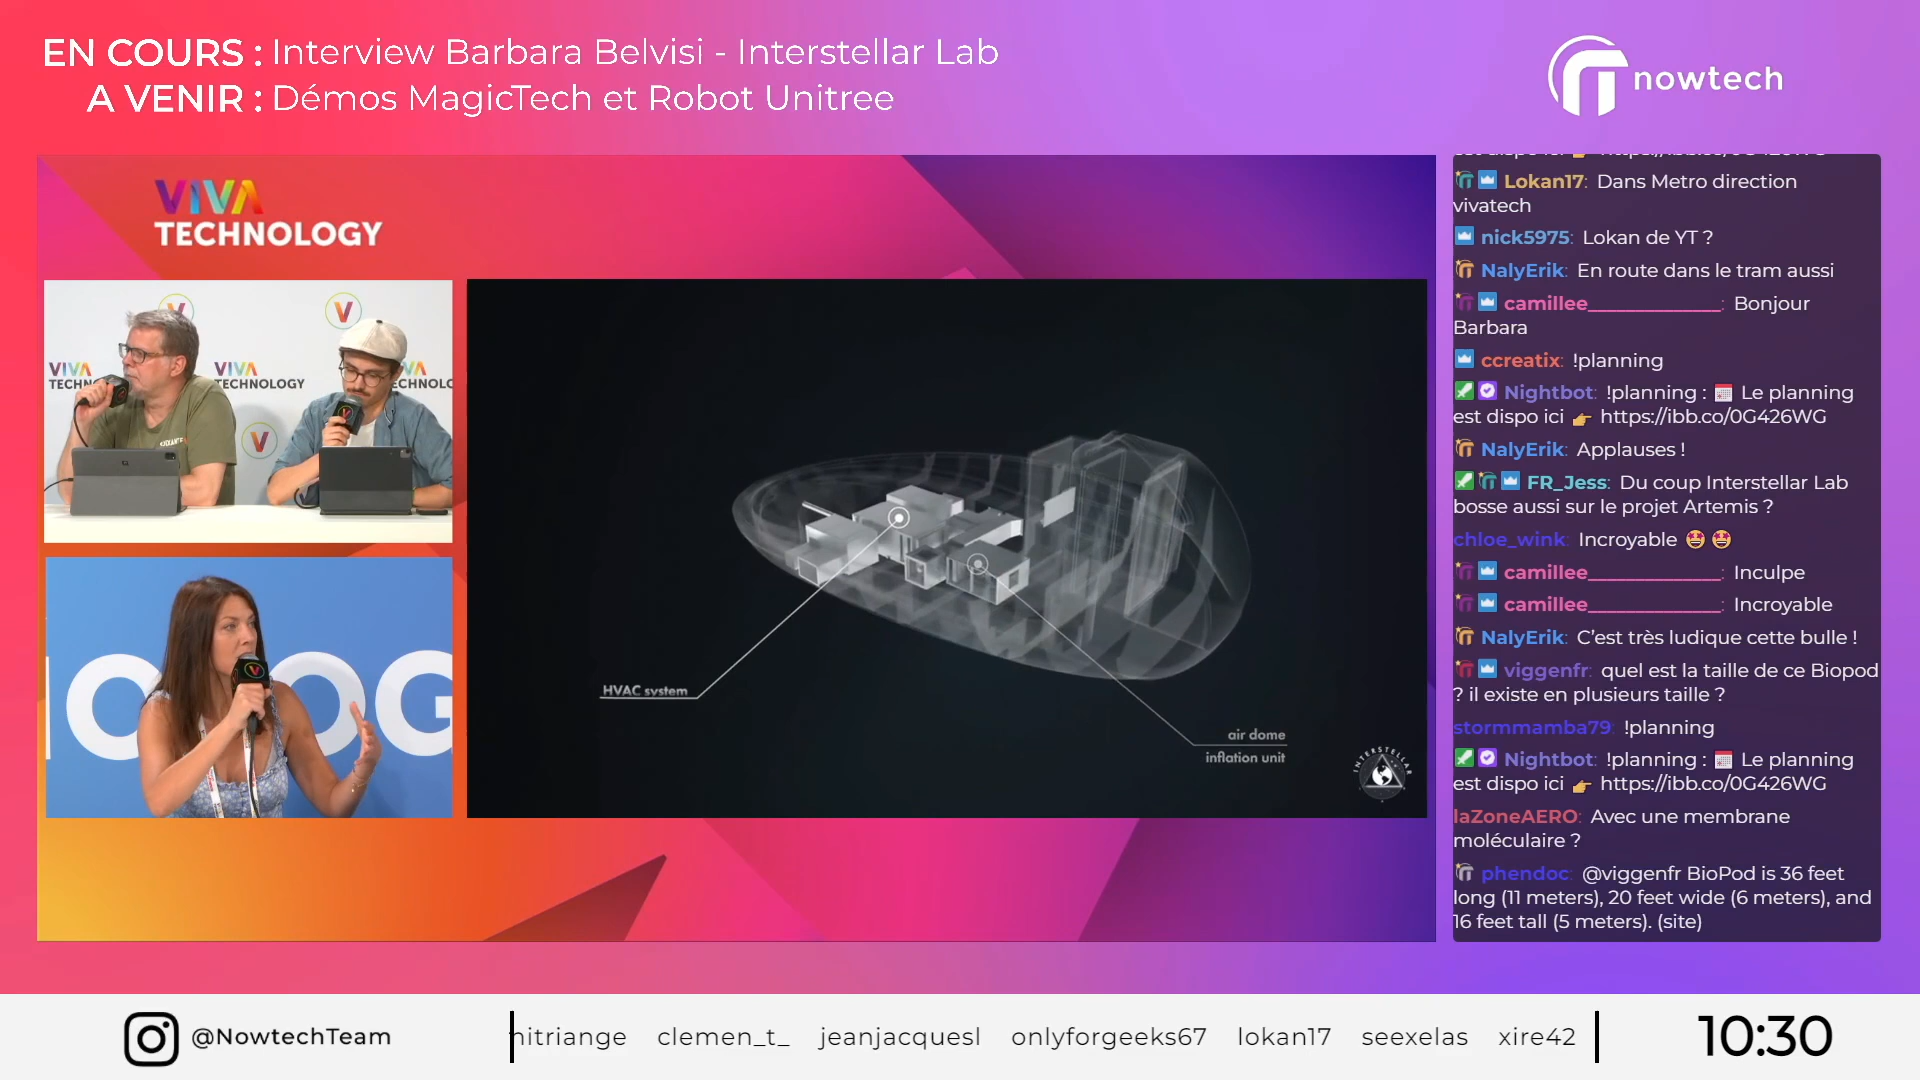 EN COURS : Interview Barbara Belvisi - Interstellar Lab
A VENIR : Démos MagicTech et Robot Unitree
nowtech
VIVA
TECHNOLOGY
VIVA
VIVA
TECHNOLOGY
HVAC system
air dome
inflation unit
INTERSTELLAR
Lokan17: Dans Metro direction
vivatech
nick5975: Lokan de YT ?
NalyErik: En route dans le tram aussi
camillee______________: Bonjour
Barbara
ccreatix: !planning
Nightbot: !planning : 📅 Le planning
est dispo ici 👉 https://ibb.co/0G426WG
NalyErik: Applauses !
FR_Jess: Du coup Interstellar Lab
bosse aussi sur le projet Artemis ?
chloe_wink: Incroyable 🤩 🤩
camillee______________: Inculpe
camillee______________: Incroyable
NalyErik: C’est très ludique cette bulle !
viggenfr: quel est la taille de ce Biopod
? il existe en plusieurs taille ?
stormmamba79: !planning
Nightbot: !planning : 📅 Le planning
est dispo ici 👉 https://ibb.co/0G426WG
laZoneAERO: Avec une membrane
moléculaire ?
phendoc: @viggenfr BioPod is 36 feet
long (11 meters), 20 feet wide (6 meters), and
16 feet tall (5 meters). (site)
@NowtechTeam
nitriange clemen_t_ jeanjacquesl onlyforgeeks67 lokan17 seexelas xire42
10:30